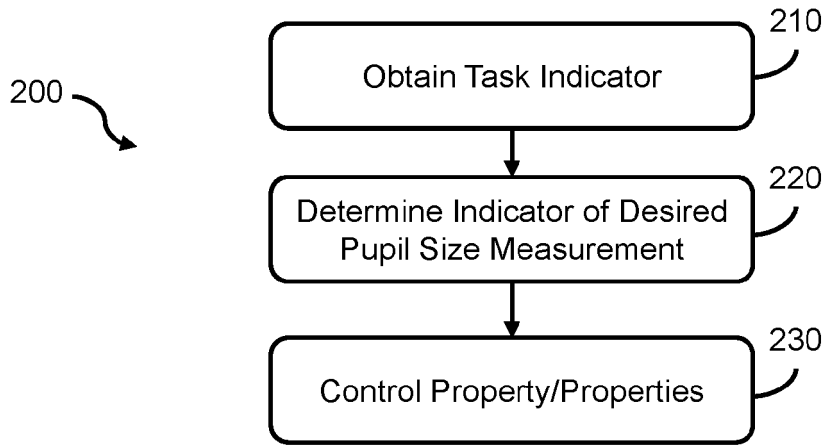 210
Obtain Task Indicator
200
220
Determine Indicator of Desired
Pupil Size Measurement
230
Control Property/Properties